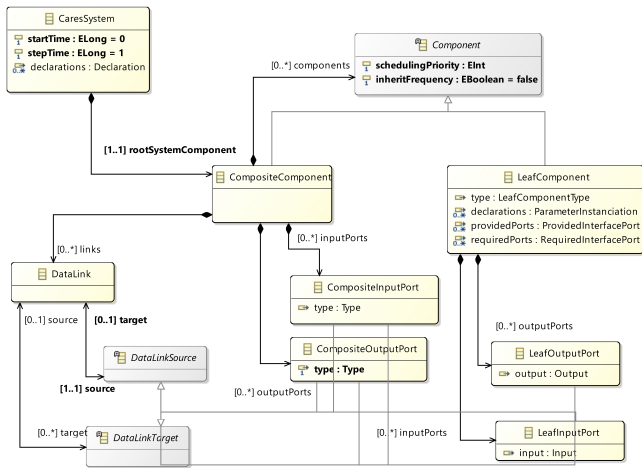 CaresSystem
startTime : ELong = 0
stepTime : ELong = 1
declarations : Declaration
Component
schedulingPriority : EInt
inheritFrequency : EBoolean = false
[0..*] components
[1..1] rootSystemComponent
CompositeComponent
LeafComponent
type : LeafComponentType
declarations : ParameterInstanciation
providedPorts : ProvidedInterfacePort
requiredPorts : RequiredInterfacePort
[0..*] links
[0..*] inputPorts
DataLink
CompositeInputPort
type : Type
[0..1] source
[0..1] target
[0..*] outputPorts
CompositeOutputPort
type : Type
LeafOutputPort
output : Output
DataLinkSource
[1..1] source
[0..*] outputPorts
[0..*] target
DataLinkTarget
[0..*] inputPorts
LeafInputPort
input : Input